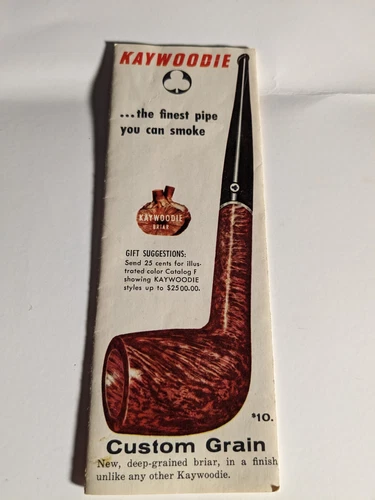 KAYWOODIE
...the finest pipe
you can smoke
KAYWOODIE
BRIAR
GIFT SUGGESTIONS:
Send 25 cents for illus-
trated color Catalog F
showing KAYWOODIE
styles up to $2500.00.
$10.
Custom Grain
New, deep-grained briar, in a finish
unlike any other Kaywoodie.